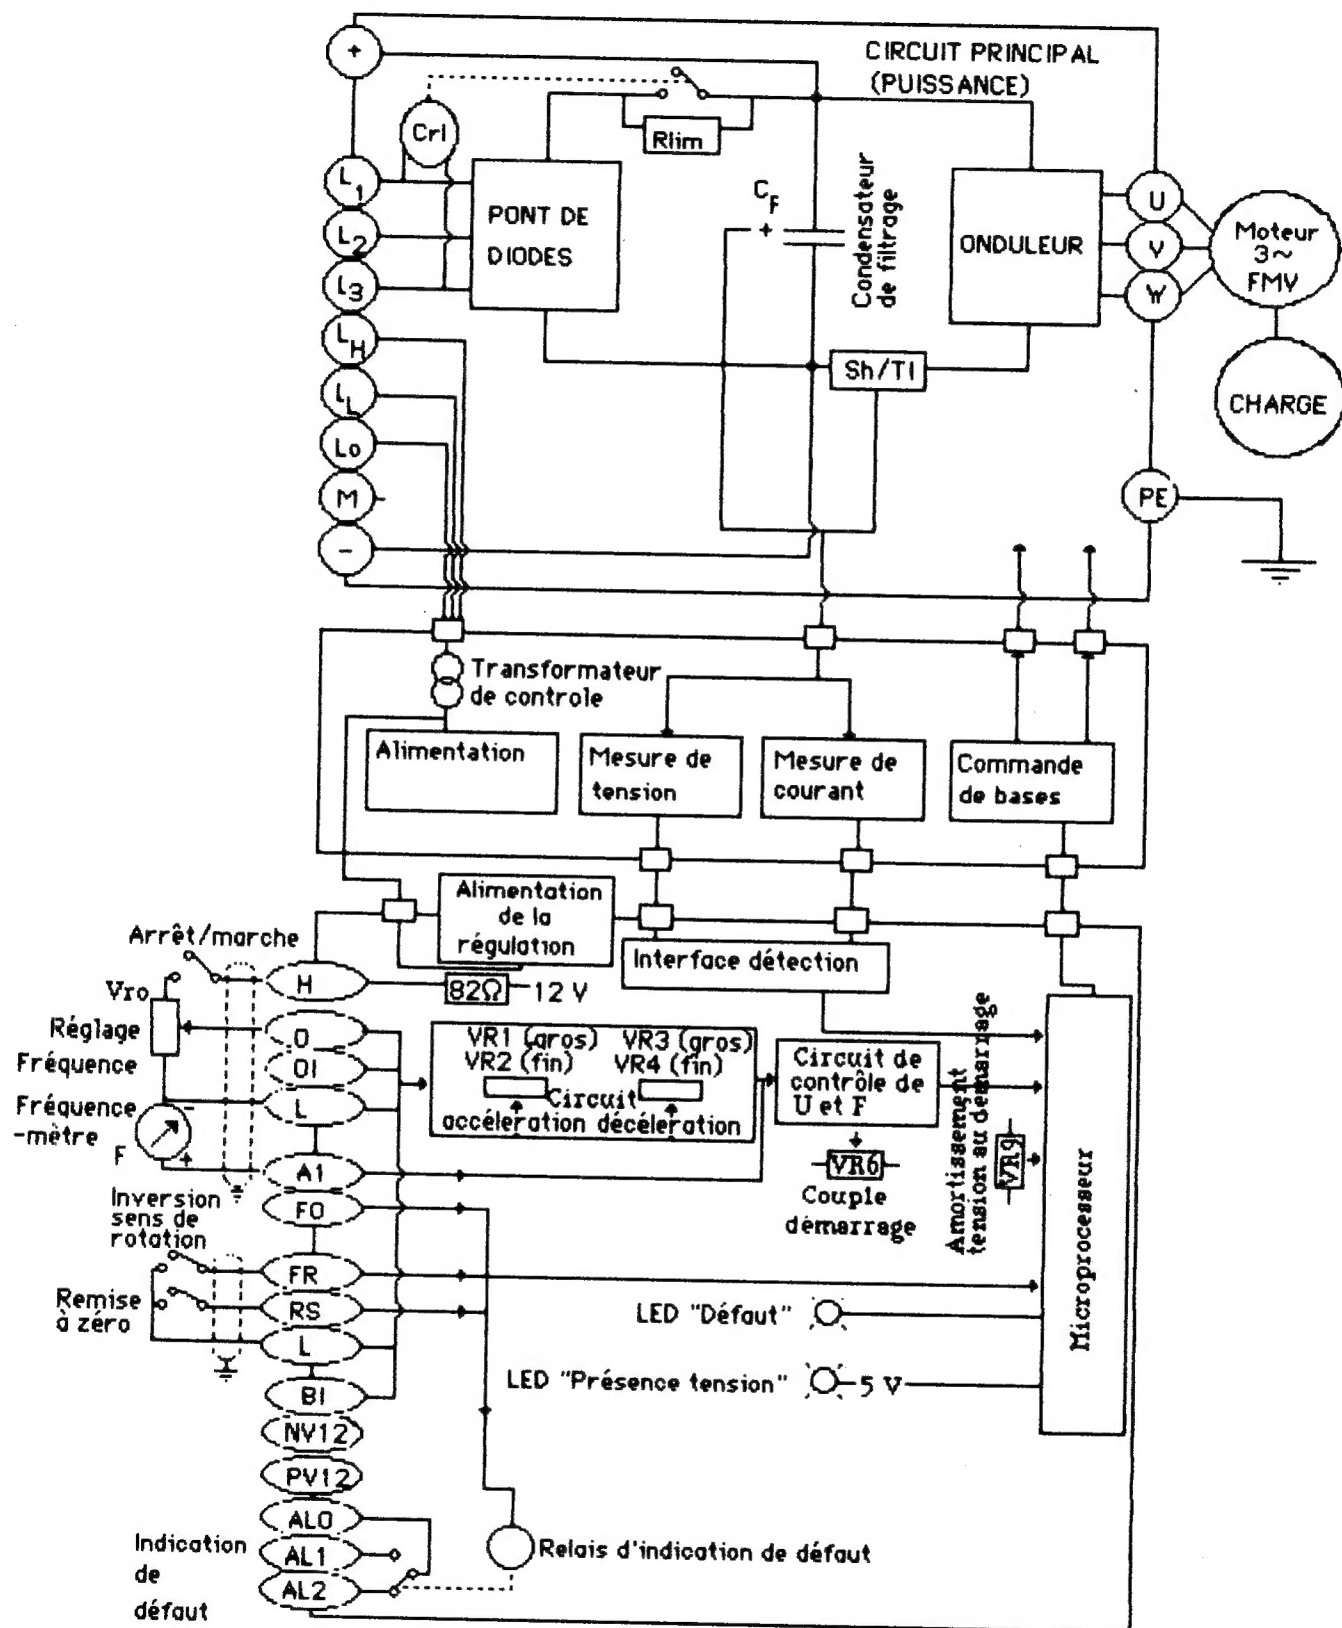 +
CIRCUIT PRINCIPAL
(PUISSANCE)
Crl
Rlim
L1
L2
L3
LH
LL
Lo
M
-
PONT DE
DIODES
CF
+
Condensateur
de filtrage
ONDULEUR
Sh/TI
U
V
W
Moteur
3~
FMV
CHARGE
PE
Transformateur
de controle
Alimentation
Mesure de
tension
Mesure de
courant
Commande
de bases
Alimentation
de la
régulation
Interface détection
Arrêt/marche
H
82Ω
12 V
Vro
Réglage
Fréquence
O
OI
L
Fréquence
-mètre
F
-
+
VR1 (gros)
VR2 (fin)
VR3 (gros)
VR4 (fin)
Circuit
accéleration décéleration
Circuit de
contrôle de
U et F
VR6
Couple
démarrage
Amortissement
tension au démarrage
VR9
Microprocesseur
A1
FO
Inversion
sens de
rotation
FR
RS
L
BI
Remise
à zéro
LED "Défaut"
LED "Présence tension"
5 V
NV12
PV12
AL0
AL1
AL2
Indication
de
défaut
Relais d'indication de défaut